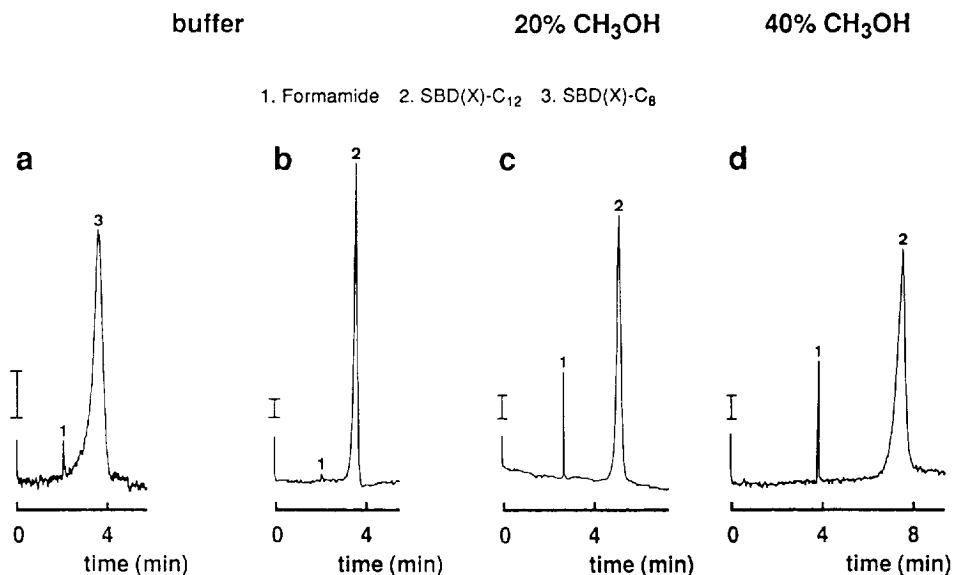 buffer 20% CH₃OH 40% CH₃OH
1. Formamide 2. SBD(X)-C₁₂ 3. SBD(X)-C₈
a b c d
3 2 2 2
1 1 1 1
0 4 0 4 0 4 0 4 8
time (min) time (min) time (min) time (min)